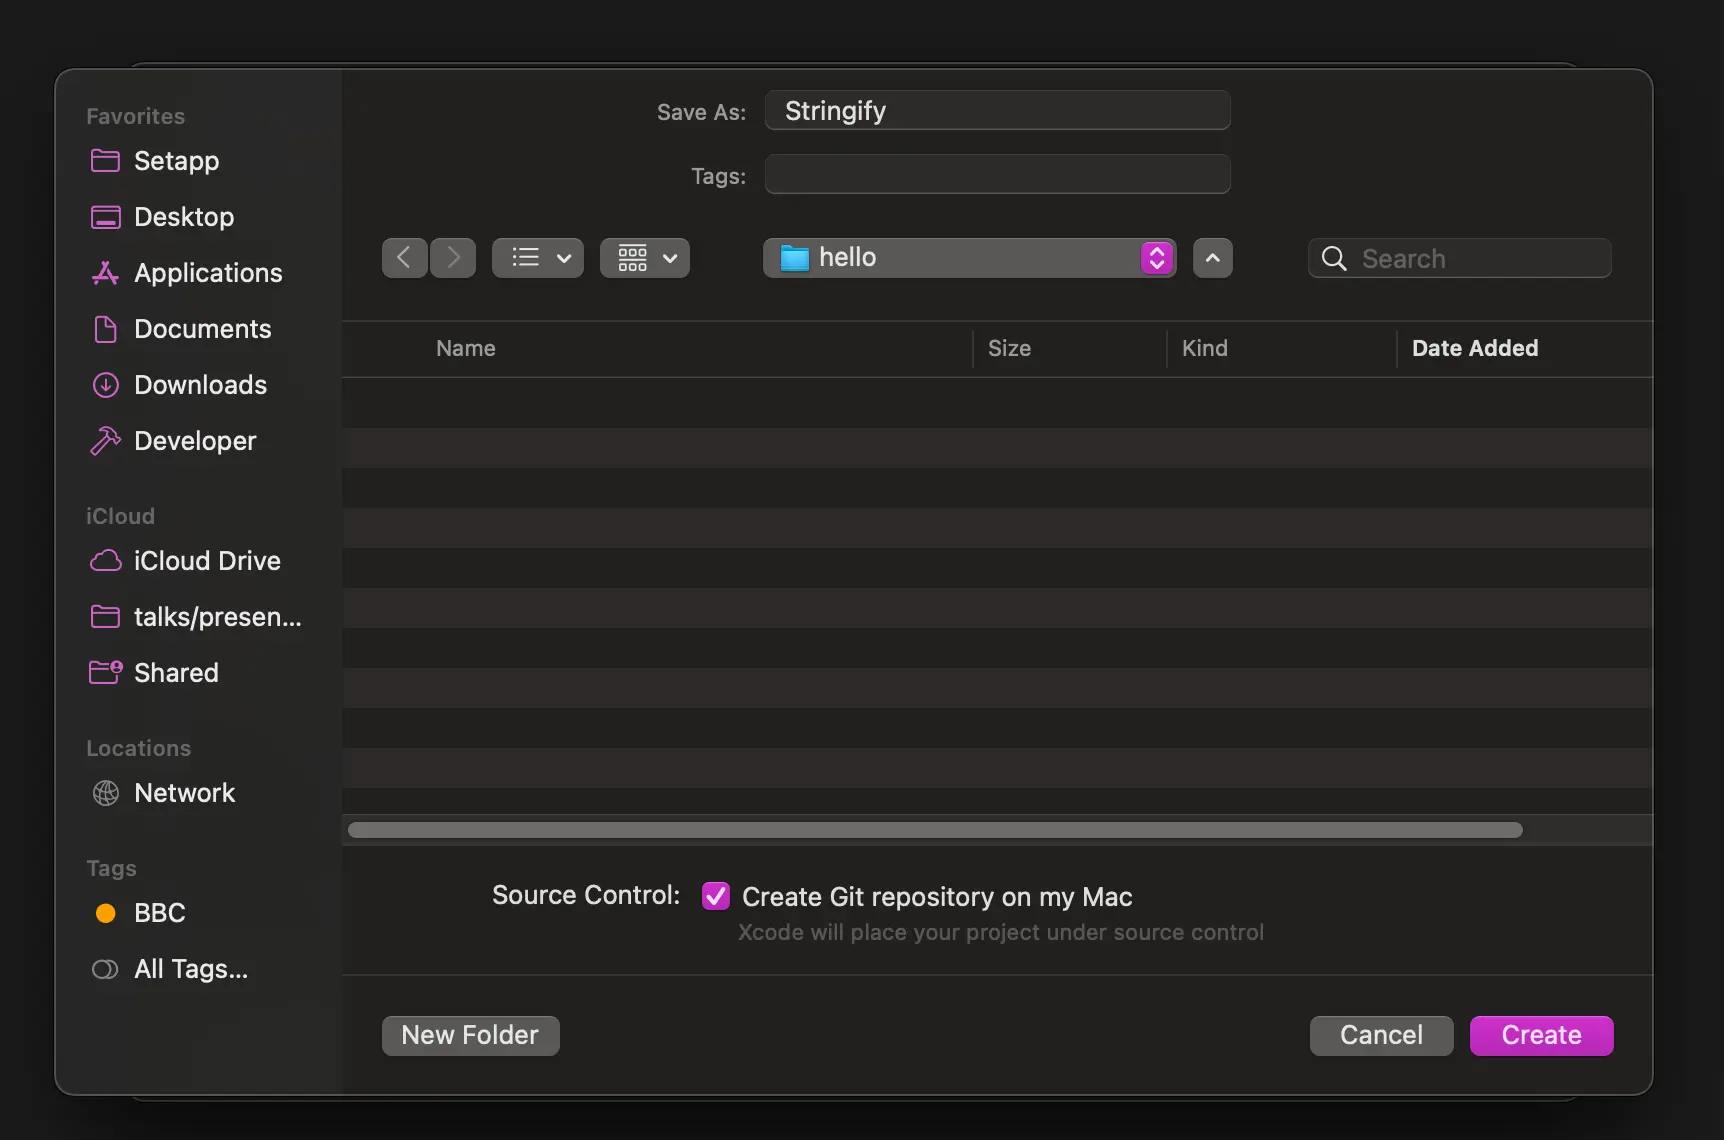 Favorites
Setapp
Desktop
Applications
Documents
Downloads
Developer
iCloud
iCloud Drive
talks/presen...
Shared
Locations
Network
Tags
BBC
All Tags...
Save As: Stringify
Tags:
hello
Search
Name Size Kind Date Added
Source Control: Create Git repository on my Mac
Xcode will place your project under source control
New Folder Cancel Create